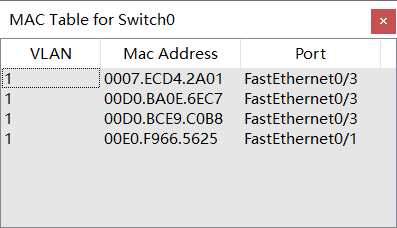 MAC Table for Switch0
VLAN Mac Address Port
1 0007.ECD4.2A01 FastEthernet0/3
1 00D0.BA0E.6EC7 FastEthernet0/3
1 00D0.BCE9.C0B8 FastEthernet0/3
1 00E0.F966.5625 FastEthernet0/1